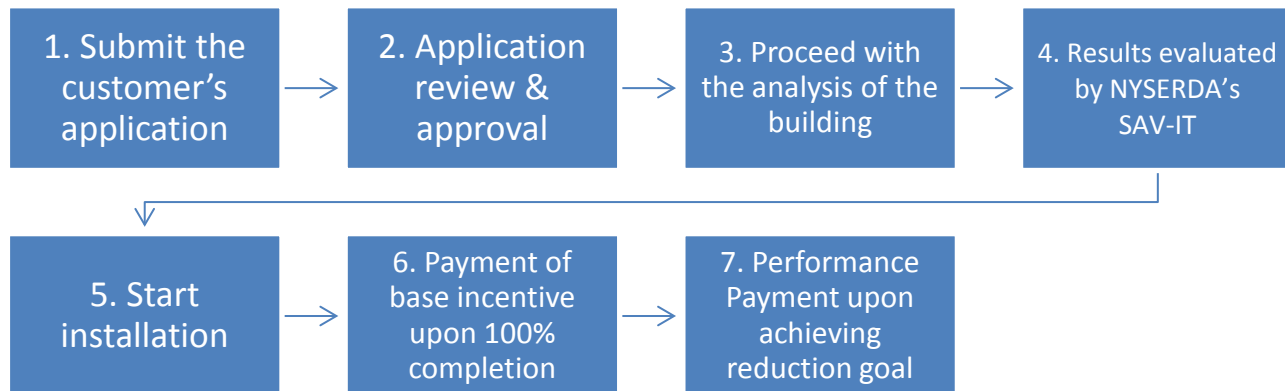 1. Submit the
customer’s
application
2. Application
review &
approval
3. Proceed with
the analysis of the
building
4. Results evaluated
by NYSERDA’s
SAV-IT
5. Start
installation
6. Payment of
base incentive
upon 100%
completion
7. Performance
Payment upon
achieving
reduction goal